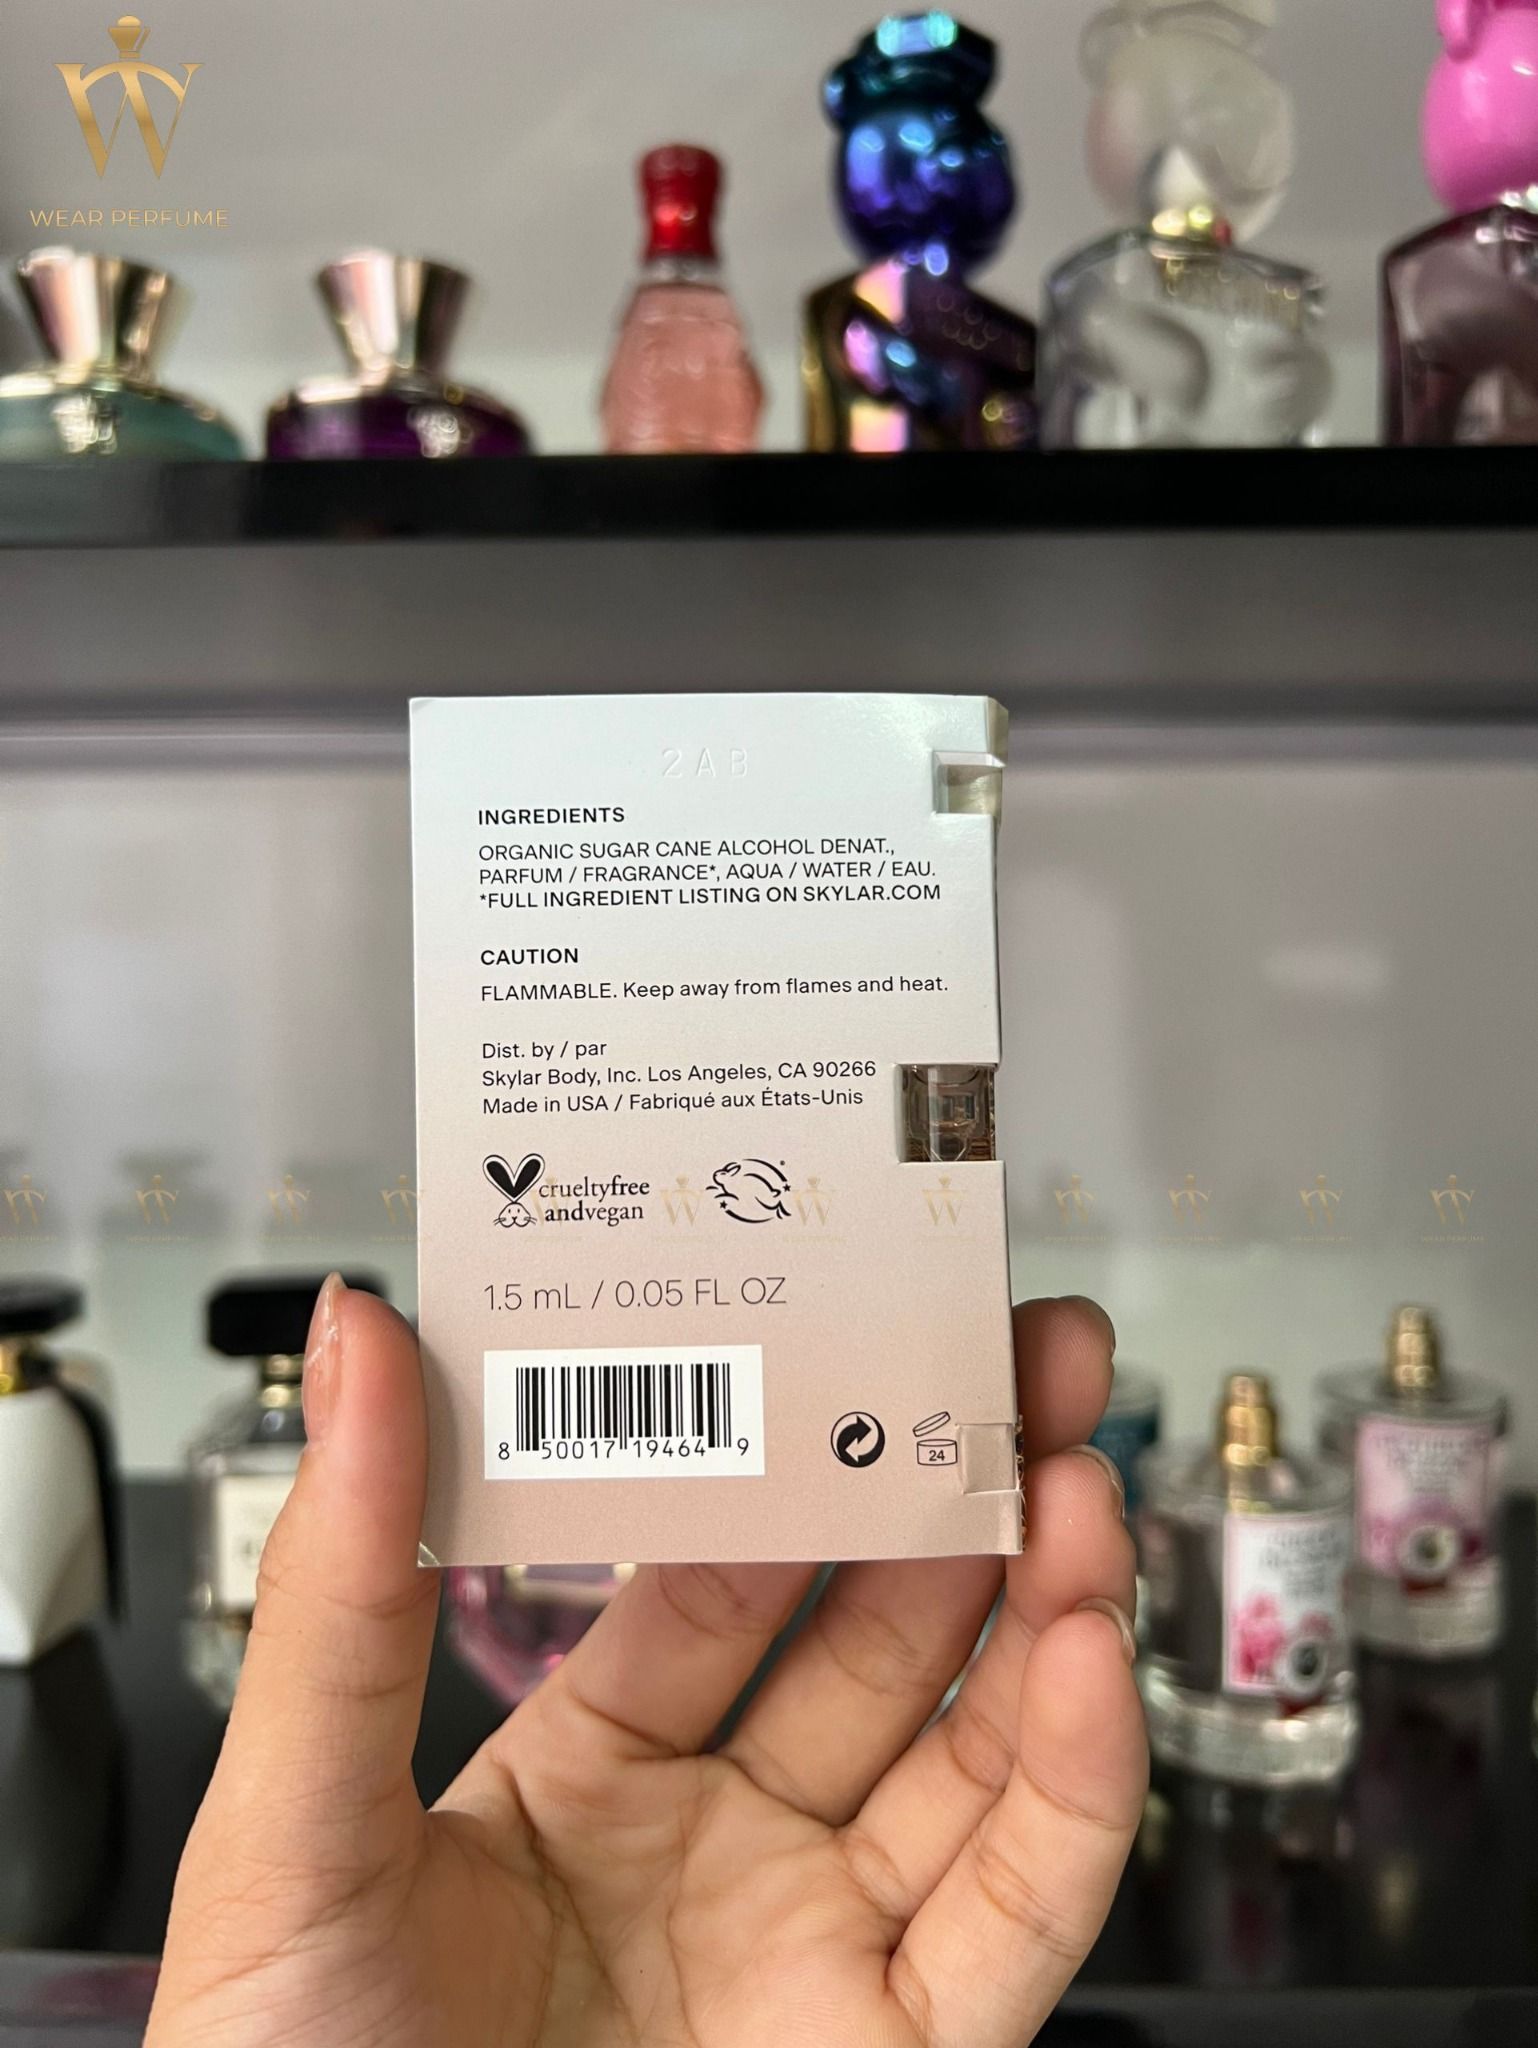 WEAR PERFUME
2AB
INGREDIENTS
ORGANIC SUGAR CANE ALCOHOL DENAT.,
PARFUM / FRAGRANCE*, AQUA / WATER / EAU.
*FULL INGREDIENT LISTING ON SKYLAR.COM
CAUTION
FLAMMABLE. Keep away from flames and heat.
Dist. by / par
Skylar Body, Inc. Los Angeles, CA 90266
Made in USA / Fabriqué aux États-Unis
crueltyfree
andvegan
1.5 mL / 0.05 FL OZ
8 50017 19464 9
24